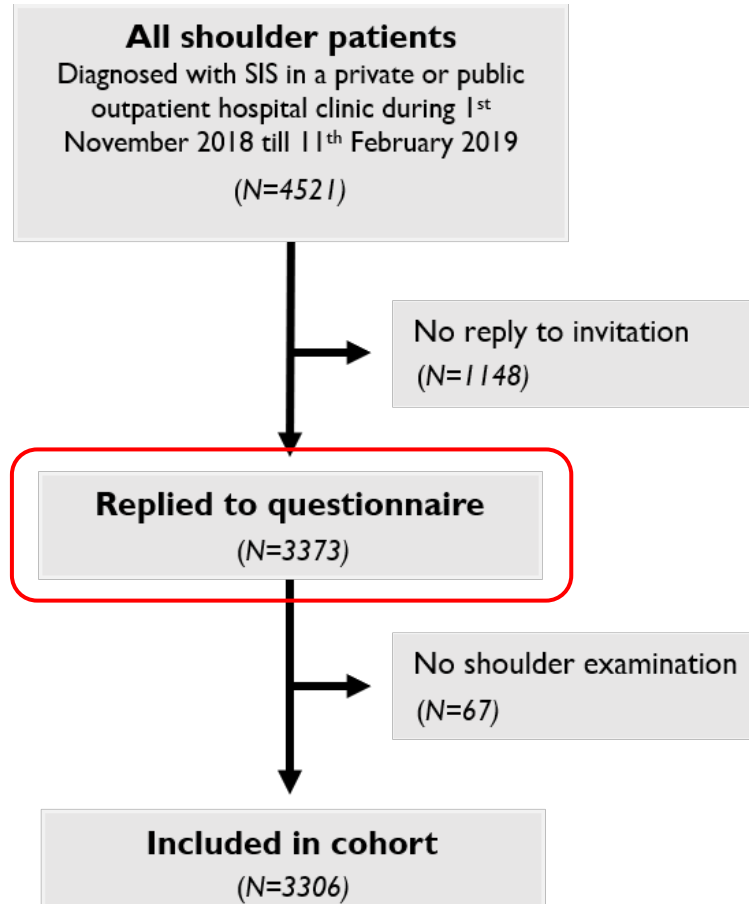 All shoulder patients
Diagnosed with SIS in a private or public
outpatient hospital clinic during 1st
November 2018 till 11th February 2019
(N=4521)
No reply to invitation
(N=1148)
Replied to questionnaire
(N=3373)
No shoulder examination
(N=67)
Included in cohort
(N=3306)